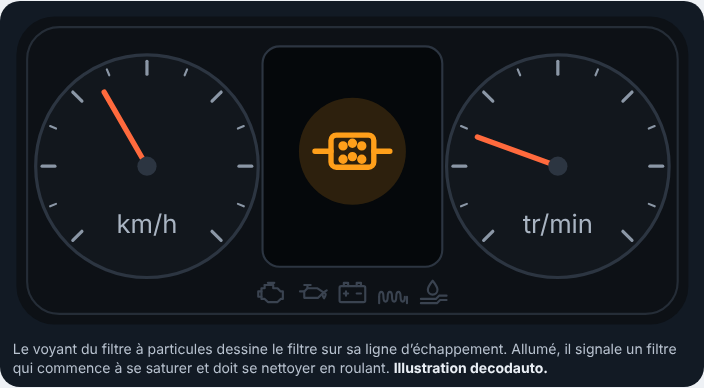 km/h
tr/min
Le voyant du filtre à particules dessine le filtre sur sa ligne d’échappement. Allumé, il signale un filtre
qui commence à se saturer et doit se nettoyer en roulant. Illustration decodauto.